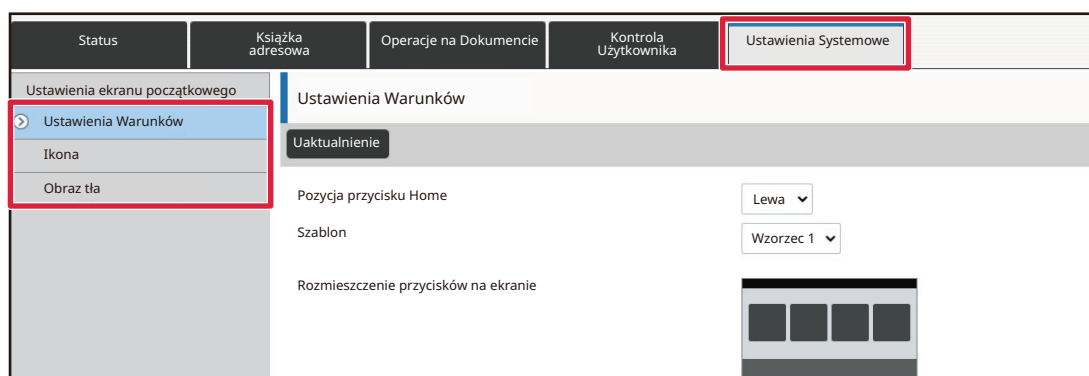 Status
Książka
adresowa
Operacje na Dokumencie
Kontrola
Użytkownika
Ustawienia Systemowe
Ustawienia ekranu początkowego
Ustawienia Warunków
Ikona
Obraz tła
Ustawienia Warunków
Uaktualnienie
Pozycja przycisku Home
Lewa
Szablon
Wzorzec 1
Rozmieszczenie przycisków na ekranie